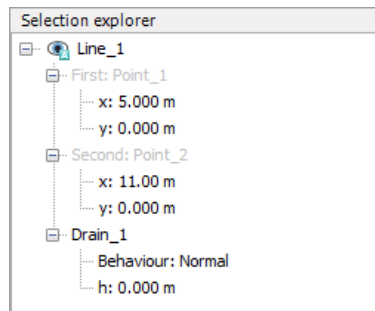 Selection explorer
Line_1
First: Point_1
x: 5.000 m
y: 0.000 m
Second: Point_2
x: 11.00 m
y: 0.000 m
Drain_1
Behaviour: Normal
h: 0.000 m